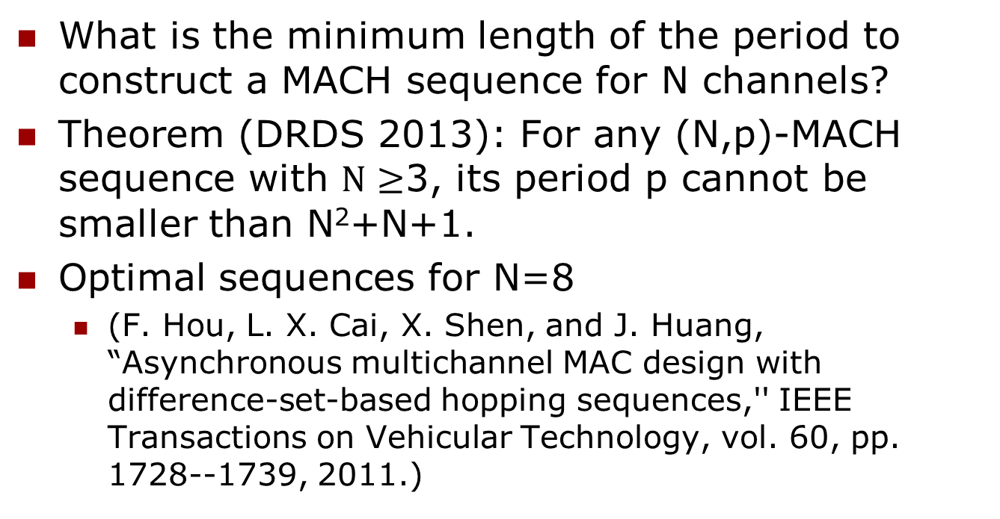 What is the minimum length of the period to
construct a MACH sequence for N channels?
Theorem (DRDS 2013): For any (N,p)-MACH
sequence with N ≥3, its period p cannot be
smaller than N²+N+1.
Optimal sequences for N=8
(F. Hou, L. X. Cai, X. Shen, and J. Huang,
“Asynchronous multichannel MAC design with
difference-set-based hopping sequences,'' IEEE
Transactions on Vehicular Technology, vol. 60, pp.
1728--1739, 2011.)